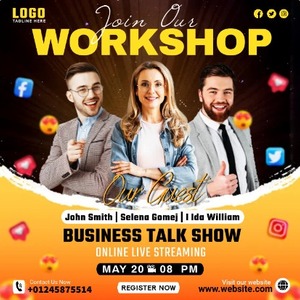 LOGO
TAGLINE HERE
Join Our
WORKSHOP
Our Guest
John Smith | Selena Gomej | I Ida William
BUSINESS TALK SHOW
ONLINE LIVE STREAMING
MAY 20 08 PM
Contact Us Now
+01245875514
REGISTER NOW
Visit our website
www.website.com